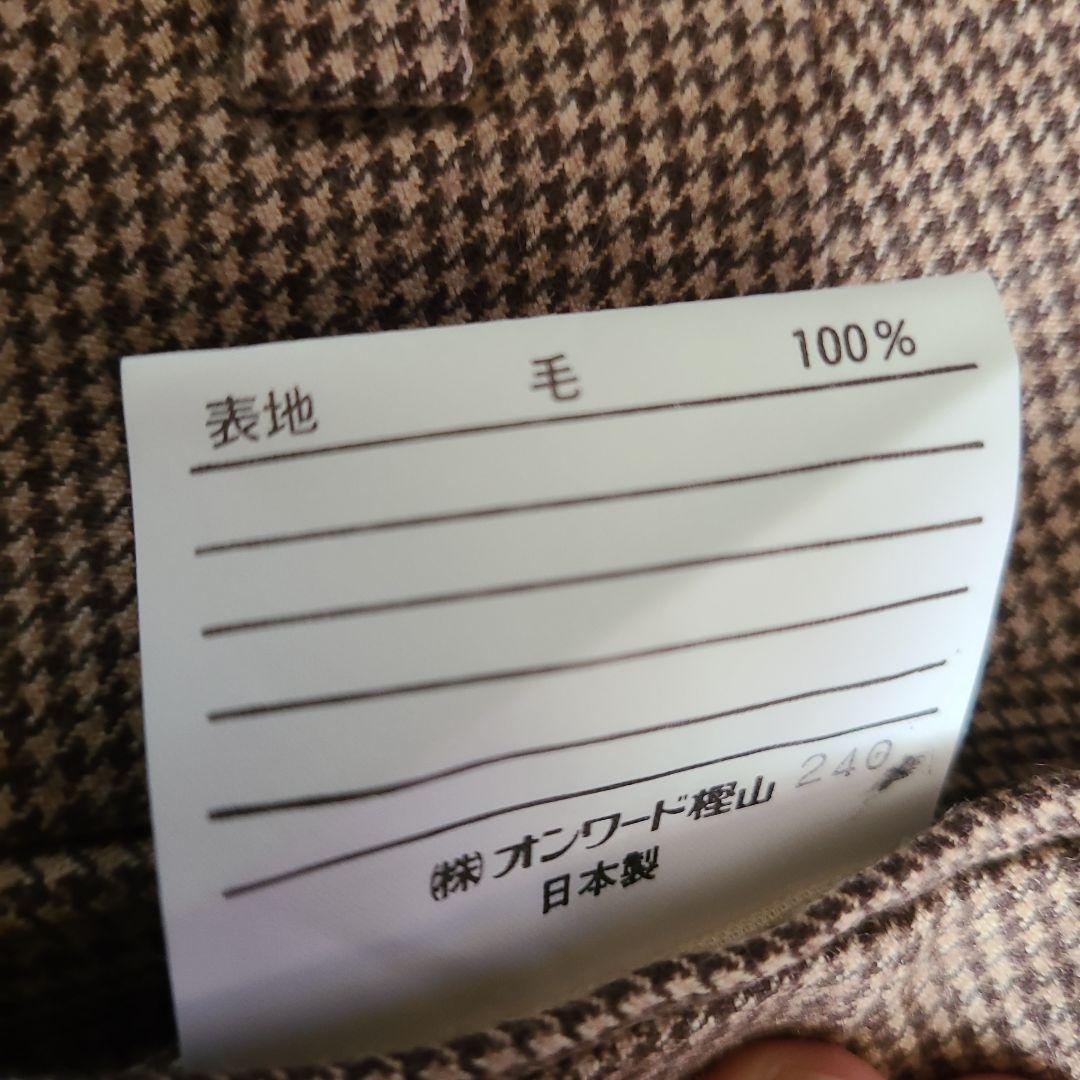 表地 毛 100%
240
(株)オンワード樫山
日本製